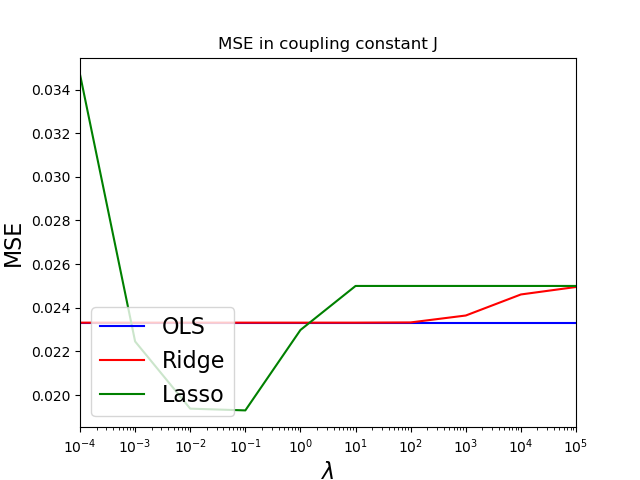 MSE in coupling constant J
MSE
0.034
0.032
0.030
0.028
0.026
0.024
0.022
0.020
OLS
Ridge
Lasso
10⁻⁴ 10⁻³ 10⁻² 10⁻¹ 10⁰ 10¹ 10² 10³ 10⁴ 10⁵
λ